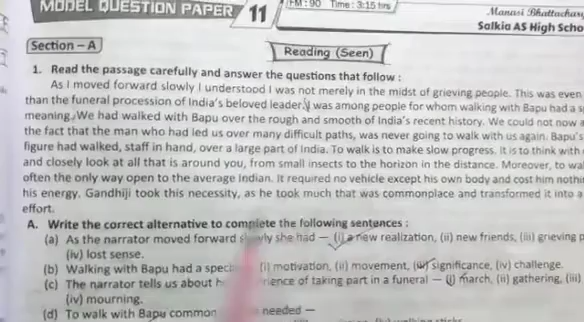 MODEL QUESTION PAPER 11
FM : 90 Time : 3:15 hrs
Manasi
Salkia AS High
Section – A
Reading (Seen)
1. Read the passage carefully and answer the questions that follow :
As I moved forward slowly I understood I was not merely in the midst of grieving people. This was even
than the funeral procession of India's beloved leader. I was among people for whom walking with Bapu had a
meaning. We had walked with Bapu over the rough and smooth of India's recent history. We could not now
the fact that the man who had led us over many difficult paths, was never going to walk with us again. Bapu's
figure had walked, staff in hand, over a large part of India. To walk is to make slow progress. It is to think with
and closely look at all that is around you, from small insects to the horizon in the distance. Moreover, to
often the only way open to the average Indian. It required no vehicle except his own body and cost him
his energy. Gandhiji took this necessity, as he took much that was commonplace and transformed it into a
effort.
A. Write the correct alternative to complete the following sentences :
(a) As the narrator moved forward she had — (i) a new realization, (ii) new friends, (iii) grieving
(iv) lost sense.
(b) Walking with Bapu had a (i) motivation, (ii) movement, (iii) significance, (iv) challenge.
(c) The narrator tells us about of taking part in a funeral — (i) march, (ii) gathering, (iii)
(iv) mourning.
(d) To walk with Bapu common needed —